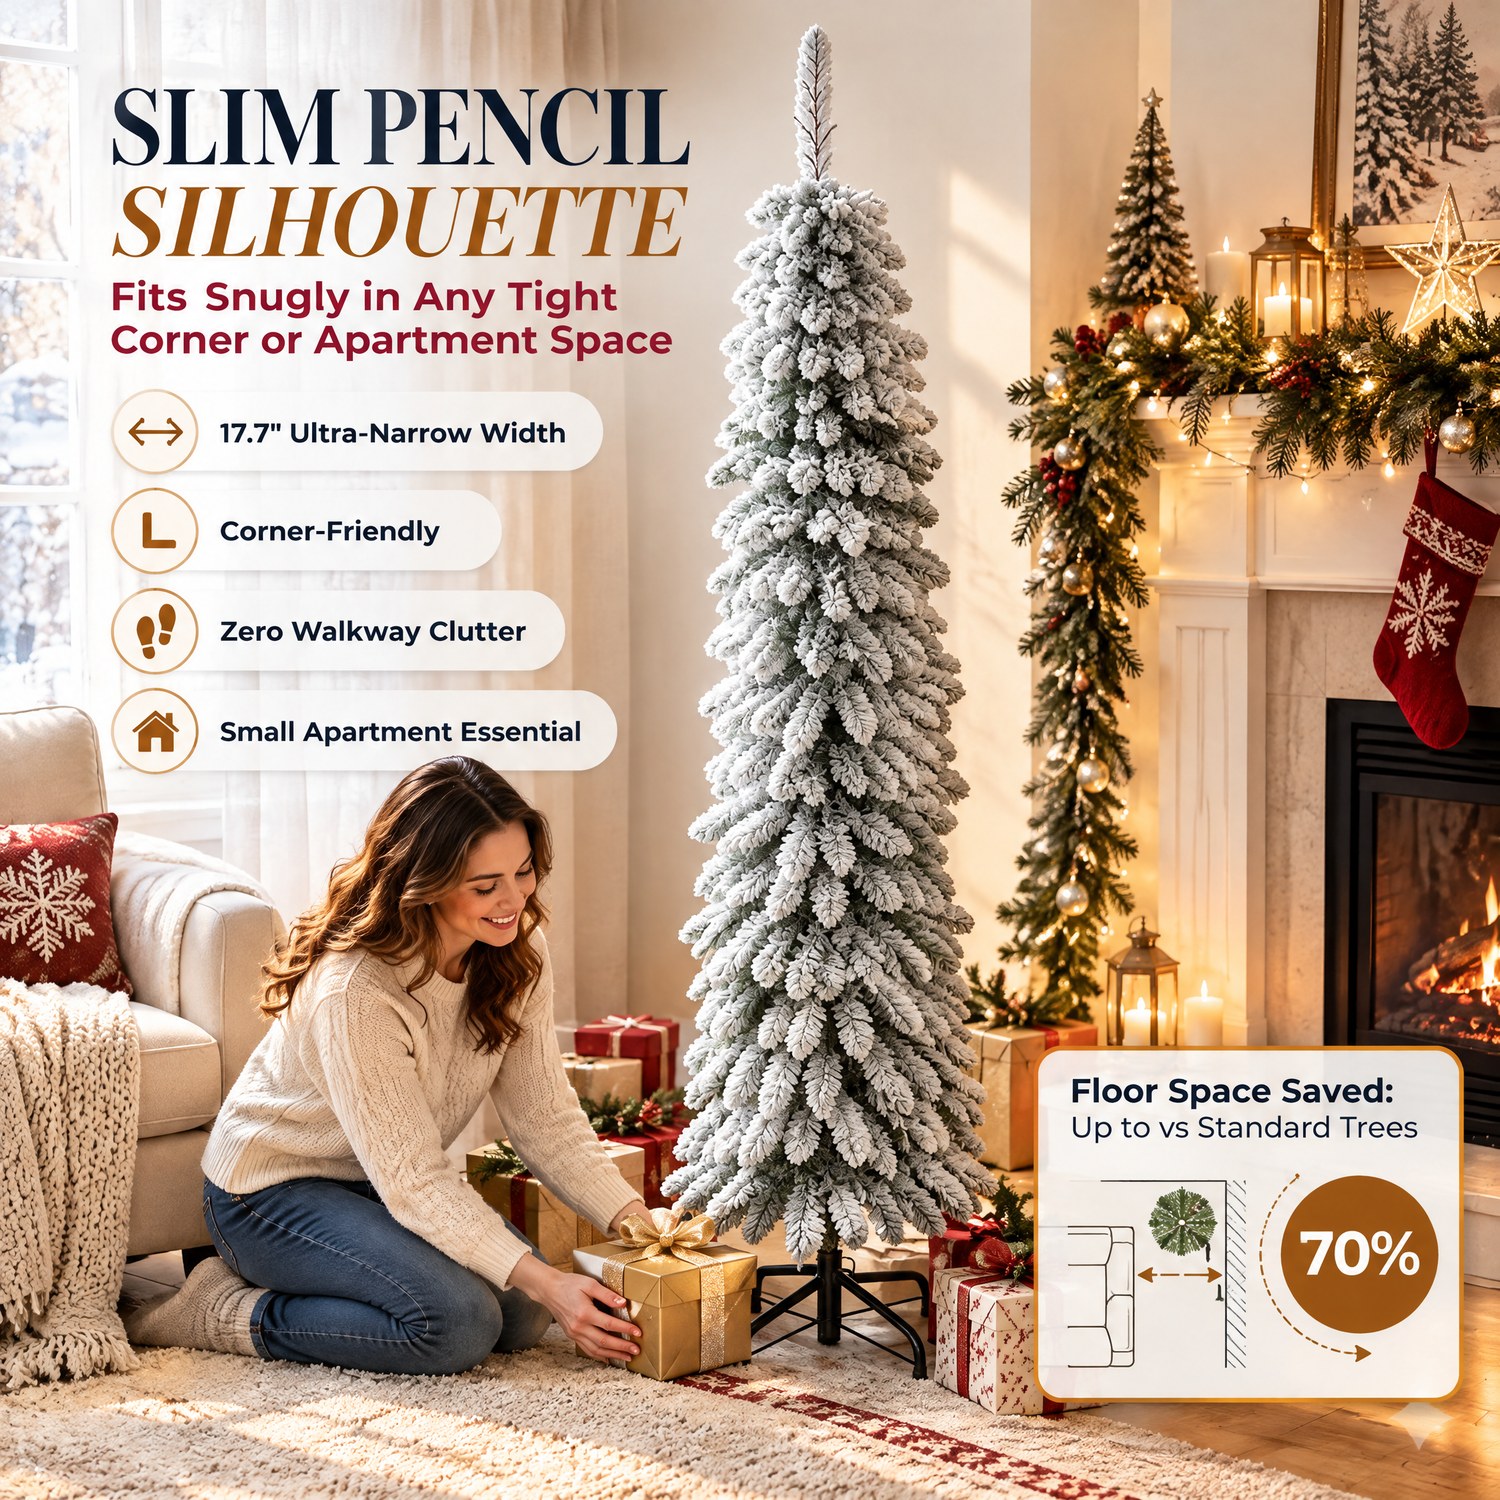 SLIM PENCIL
SILHOUETTE
Fits Snugly in Any Tight
Corner or Apartment Space
17.7" Ultra-Narrow Width
Corner-Friendly
Zero Walkway Clutter
Small Apartment Essential
Floor Space Saved:
Up to vs Standard Trees
70%